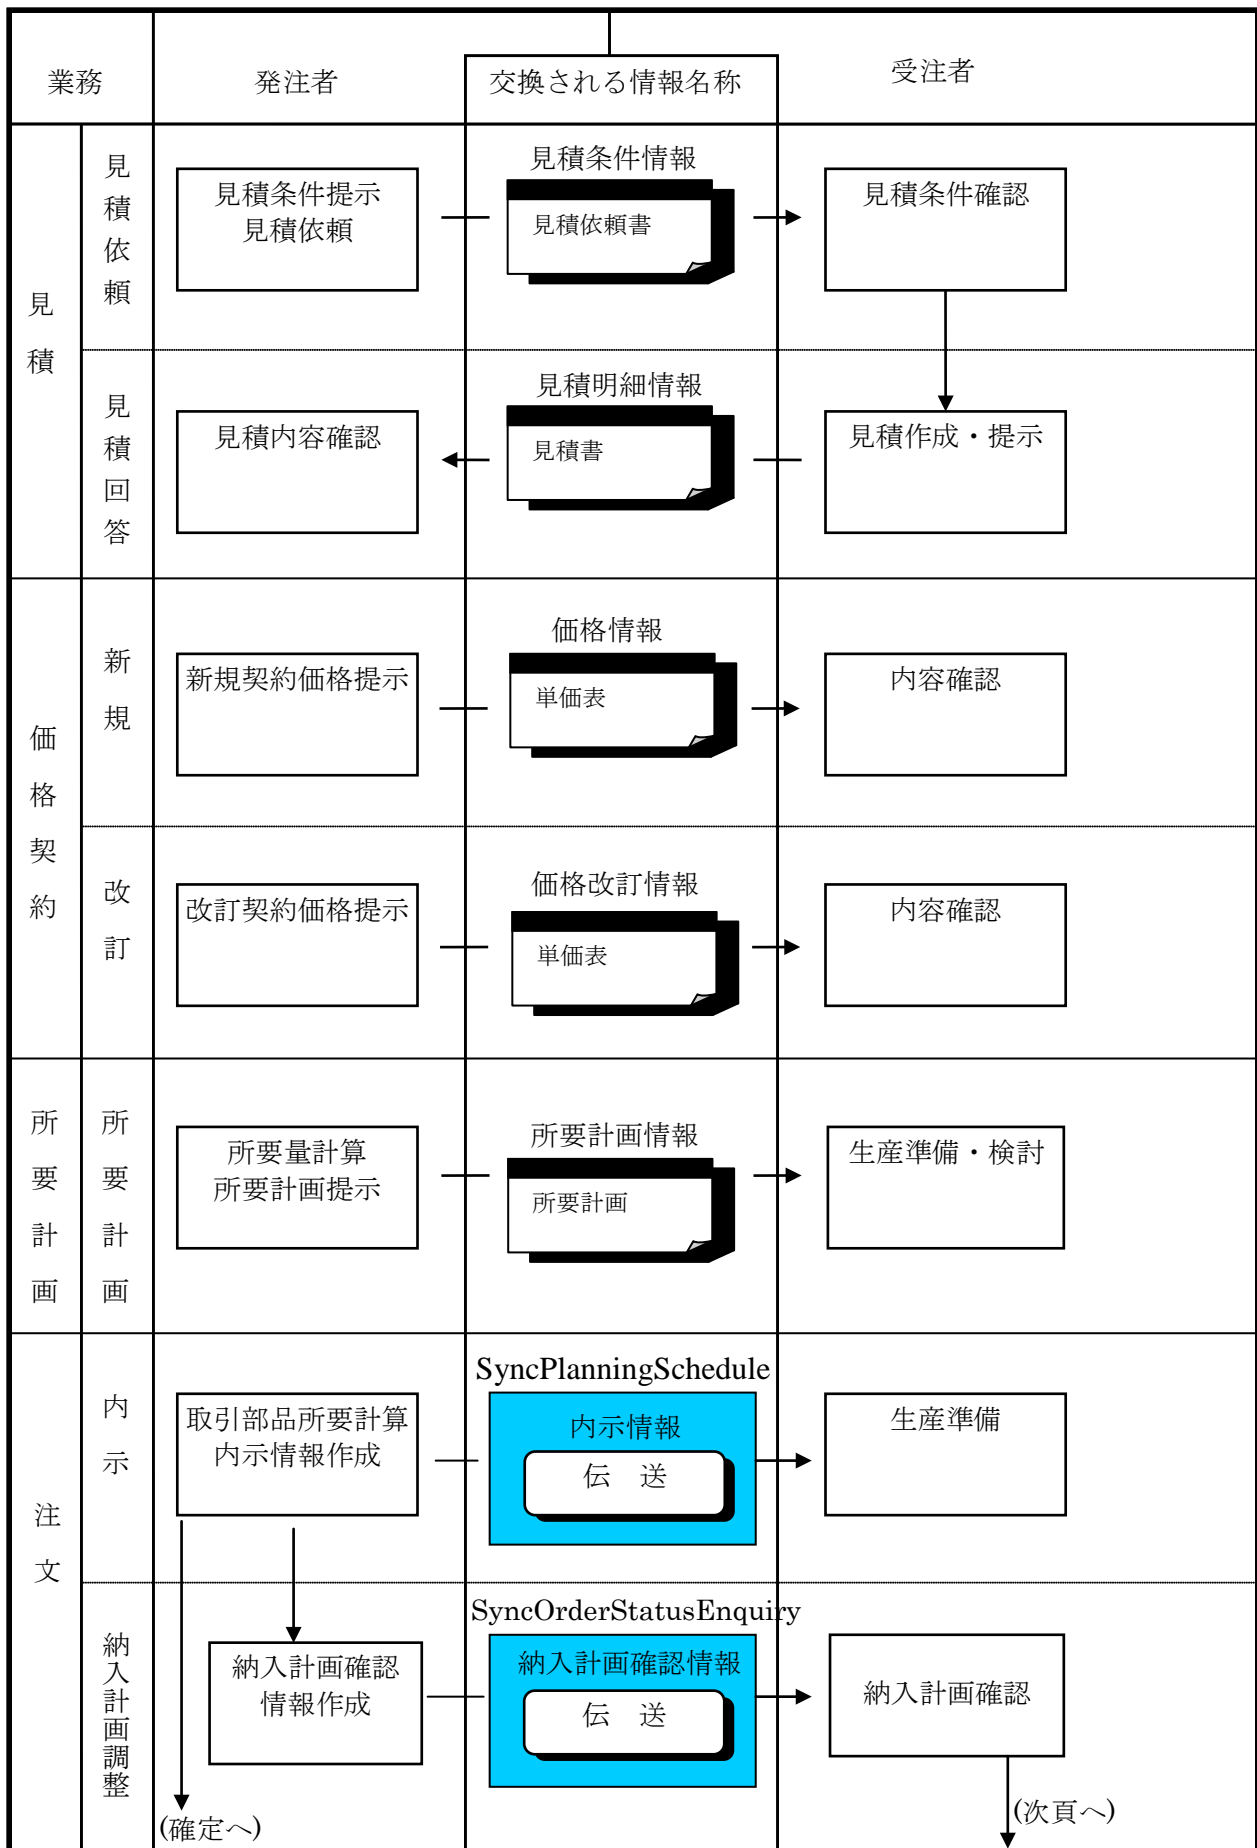 業務
発注者
交換される情報名称
受注者
見積
見積依頼
見積条件提示
見積依頼
見積条件情報
見積依頼書
見積条件確認
見積回答
見積内容確認
見積明細情報
見積書
見積作成・提示
価格契約
新規
新規契約価格提示
価格情報
単価表
内容確認
改訂
改訂契約価格提示
価格改訂情報
単価表
内容確認
所要計画
所要計画
所要量計算
所要計画提示
所要計画情報
所要計画
生産準備・検討
注文
内示
取引部品所要計算
内示情報作成
SyncPlanningSchedule
内示情報
伝　送
生産準備
納入計画調整
納入計画確認
情報作成
SyncOrderStatusEnquiry
納入計画確認情報
伝　送
納入計画確認
(確定へ)
(次頁へ)